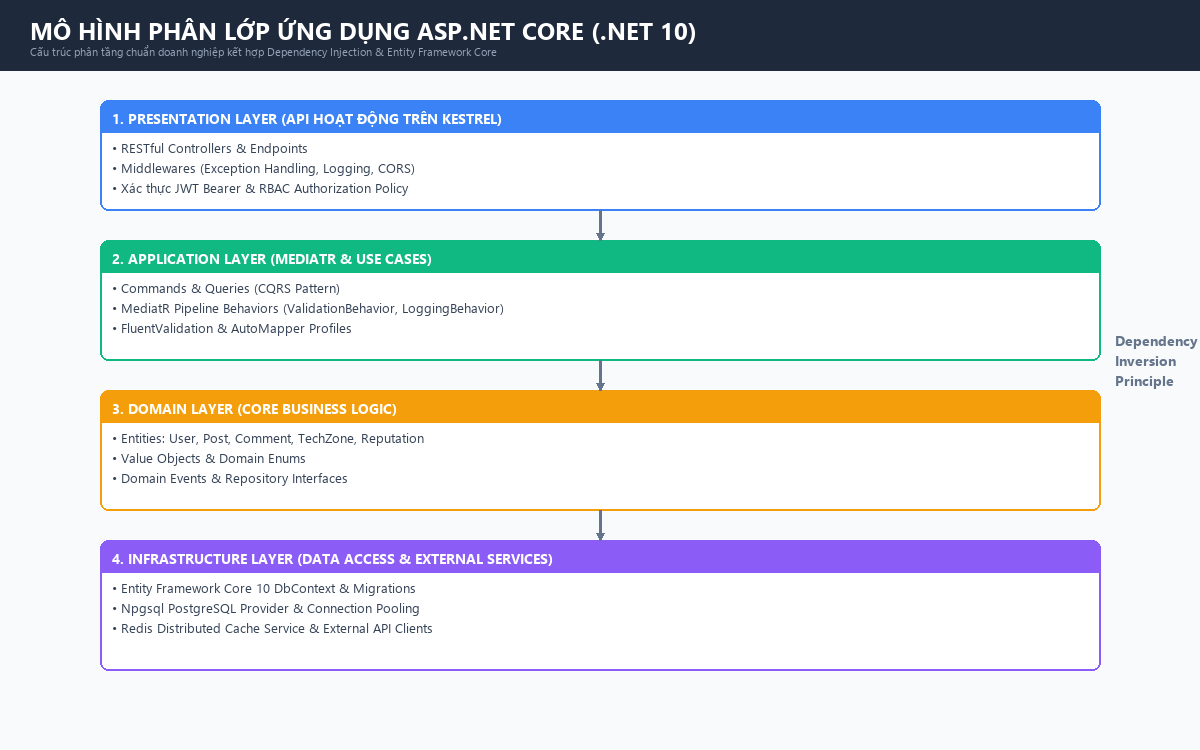 MÔ HÌNH PHÂN LỚP ỨNG DỤNG ASP.NET CORE (.NET 10)
Cấu trúc phân tầng chuẩn doanh nghiệp kết hợp Dependency Injection & Entity Framework Core
1. PRESENTATION LAYER (API HOẠT ĐỘNG TRÊN KESTREL)
• RESTful Controllers & Endpoints
• Middlewares (Exception Handling, Logging, CORS)
• Xác thực JWT Bearer & RBAC Authorization Policy
2. APPLICATION LAYER (MEDIATR & USE CASES)
• Commands & Queries (CQRS Pattern)
• MediatR Pipeline Behaviors (ValidationBehavior, LoggingBehavior)
• FluentValidation & AutoMapper Profiles
Dependency
Inversion
Principle
3. DOMAIN LAYER (CORE BUSINESS LOGIC)
• Entities: User, Post, Comment, TechZone, Reputation
• Value Objects & Domain Enums
• Domain Events & Repository Interfaces
4. INFRASTRUCTURE LAYER (DATA ACCESS & EXTERNAL SERVICES)
• Entity Framework Core 10 DbContext & Migrations
• Npgsql PostgreSQL Provider & Connection Pooling
• Redis Distributed Cache Service & External API Clients